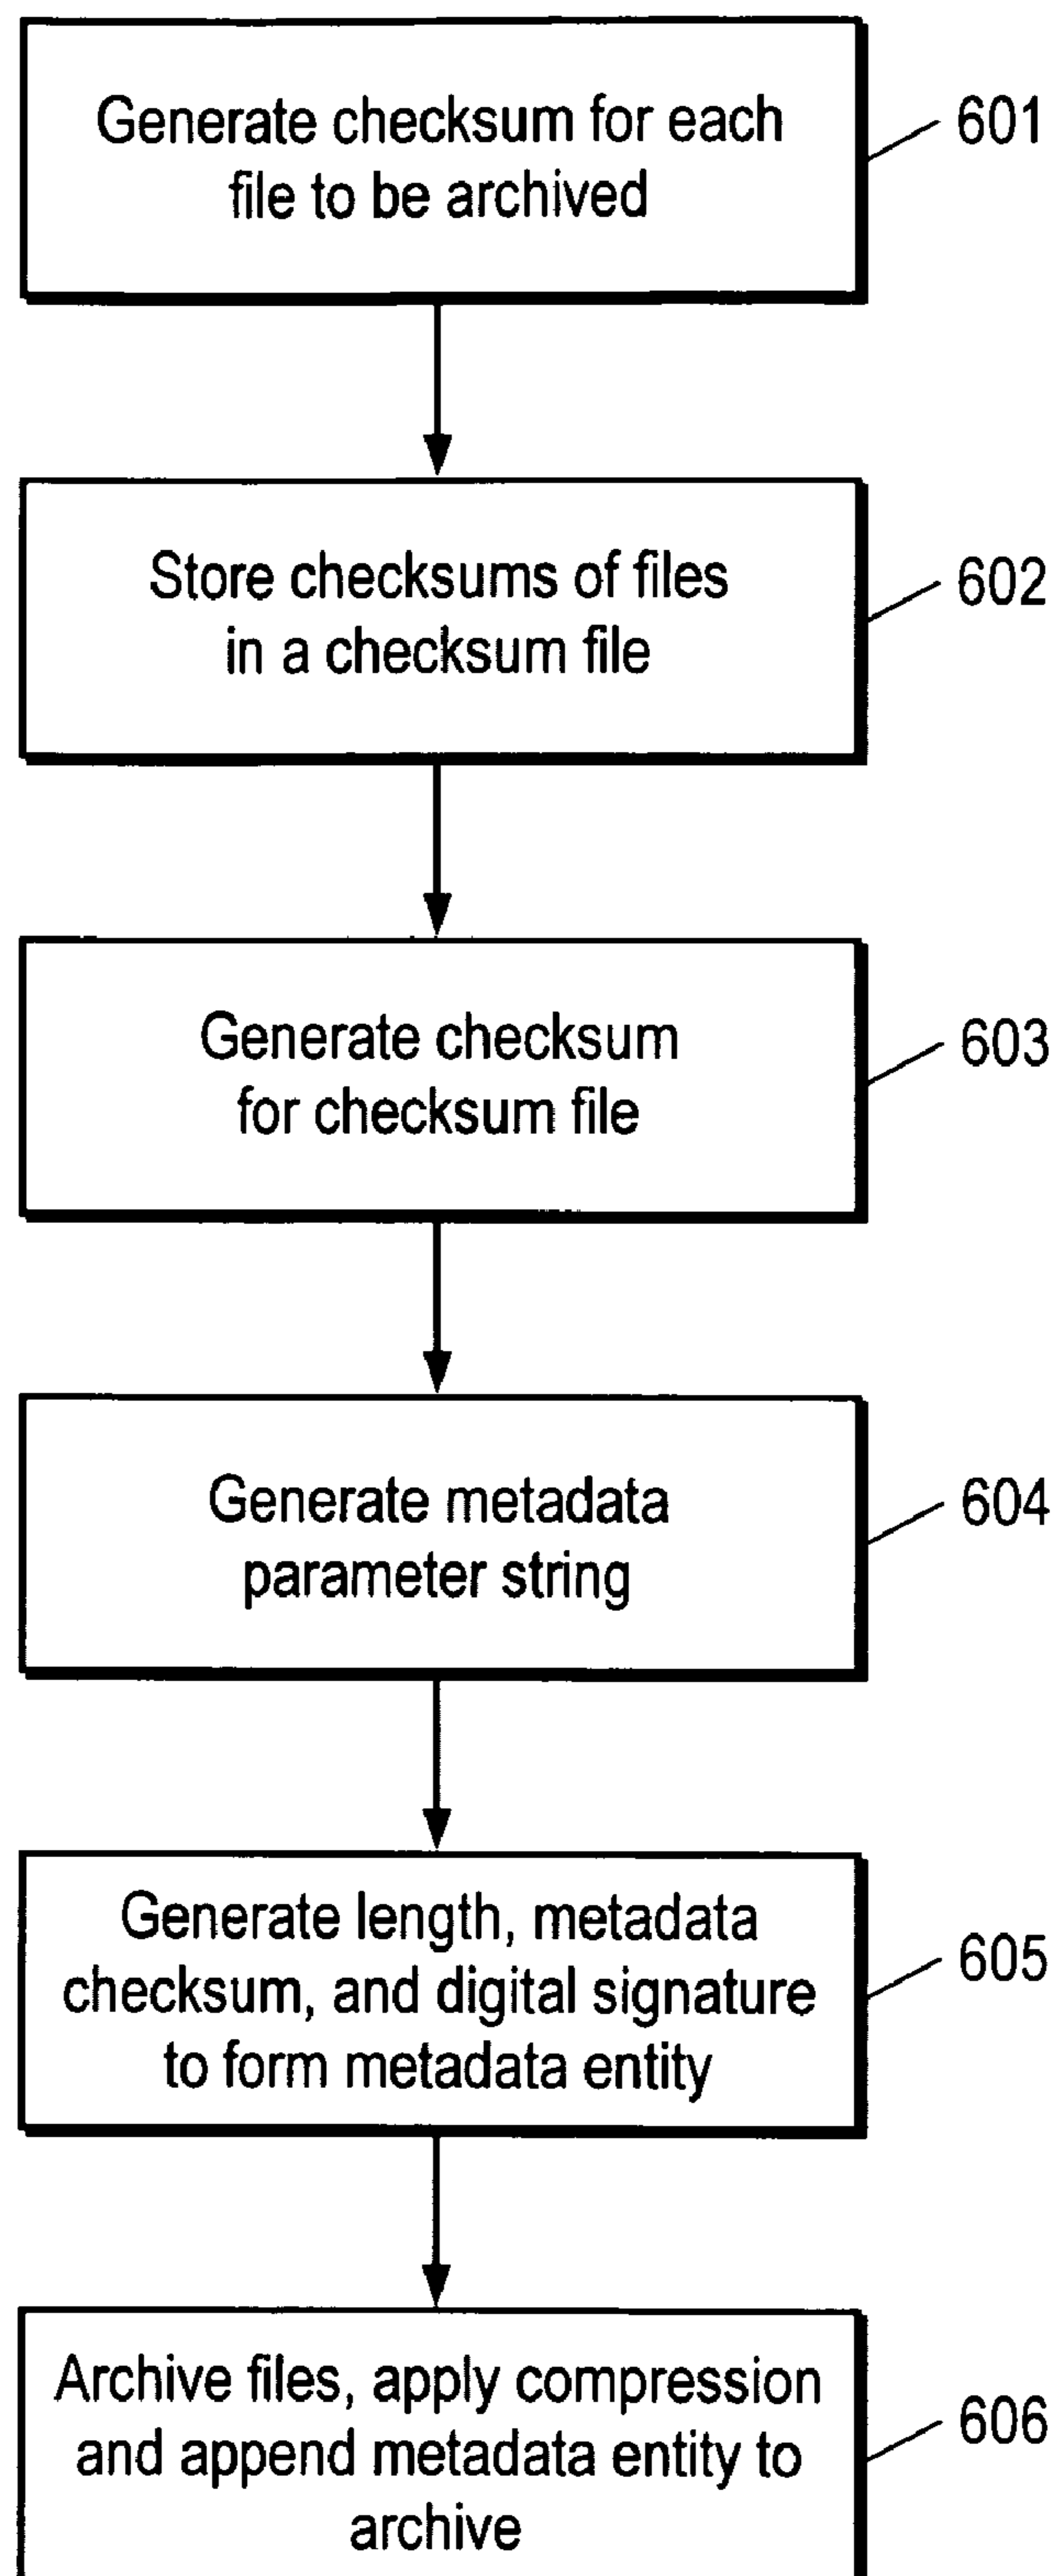 Generate checksum for each
file to be archived
601
Store checksums of files
in a checksum file
602
Generate checksum
for checksum file
603
Generate metadata
parameter string
604
Generate length, metadata
checksum, and digital signature
to form metadata entity
605
Archive files, apply compression
and append metadata entity to
archive
606